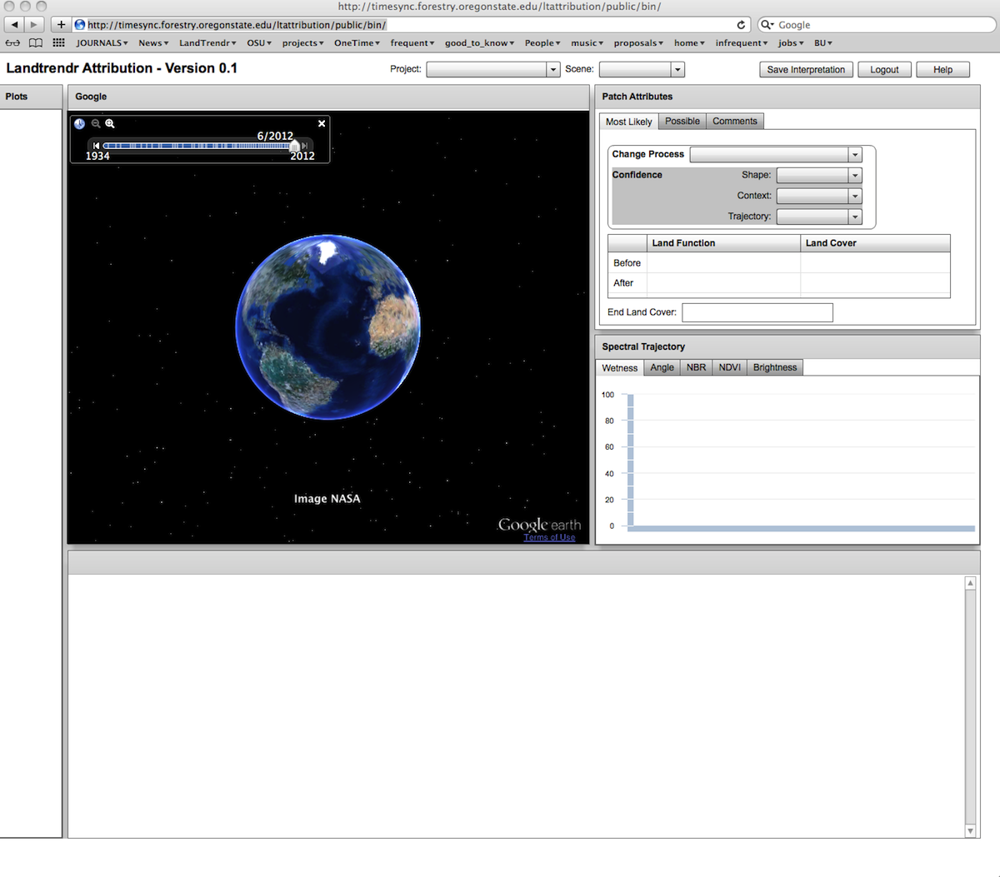 http://timesync.forestry.oregonstate.edu/ltattribution/public/bin/
http://timesync.forestry.oregonstate.edu/ltattribution/public/bin/
Google
JOURNALS News LandTrendr OSU projects OneTime frequent good_to_know People music proposals home infrequent jobs BU
Landtrendr Attribution - Version 0.1
Project: Scene:
Save Interpretation Logout Help
Plots
Google
6/2012
1934 2012
Image NASA
Google earth
Terms of Use
Patch Attributes
Most Likely Possible Comments
Change Process
Confidence Shape:
Context:
Trajectory:
Land Function Land Cover
Before
After
End Land Cover:
Spectral Trajectory
Wetness Angle NBR NDVI Brightness
100
80
60
40
20
0